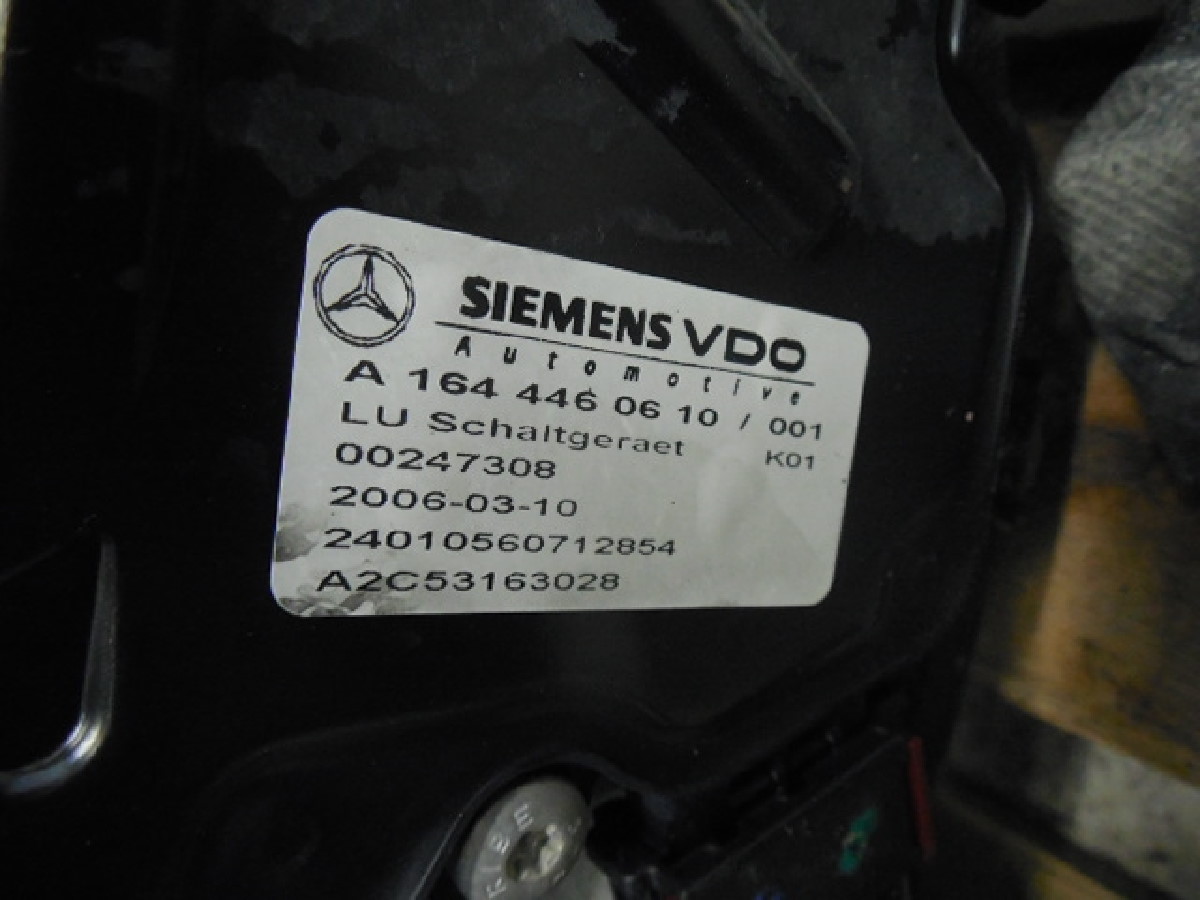 SIEMENS VDO
Automotive
A 164 446 06 10 / 001
LU Schaltgeraet K01
00247308
2006-03-10
24010560712854
A2C53163028